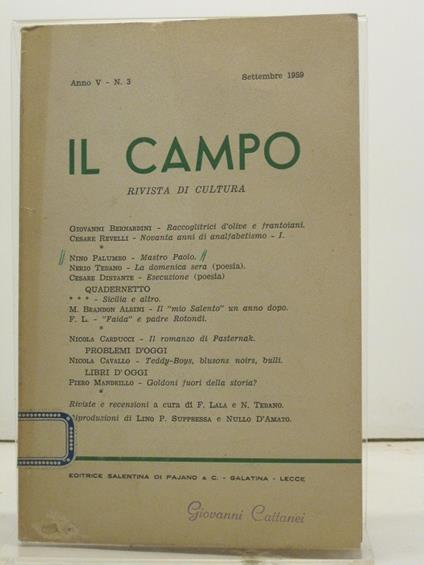 Anno V - N. 3 Settembre 1959
IL CAMPO
RIVISTA DI CULTURA
GIOVANNI BERNARDINI - Raccoglitrici d'olive e frantoiani.
CESARE REVELLI - Novanta anni di analfabetismo - I.
*
NINO PALUMBO - Mastro Paolo.
NERIO TEBANO - La domenica sera (poesia).
CESARE DISTANTE - Esecuzione (poesia)
QUADERNETTO
* * * - Sicilia e altro.
M. BRANDON ALBINI - Il "mio Salento" un anno dopo.
F. L. - "Faida" e padre Rotondi.
*
NICOLA CARDUCCI - Il romanzo di Pasternak.
PROBLEMI D'OGGI
NICOLA CAVALLO - Teddy-Boys, blusons noirs, bulli.
LIBRI D'OGGI
PIERO MANDRILLO - Goldoni fuori della storia?
*
Riviste e recensioni a cura di F. LALA e N. TEBANO.
Riproduzioni di LINO P. SUPPRESSA e NULLO D'AMATO.
EDITRICE SALENTINA DI PAJANO & C. - GALATINA - LECCE
Giovanni Cattanei